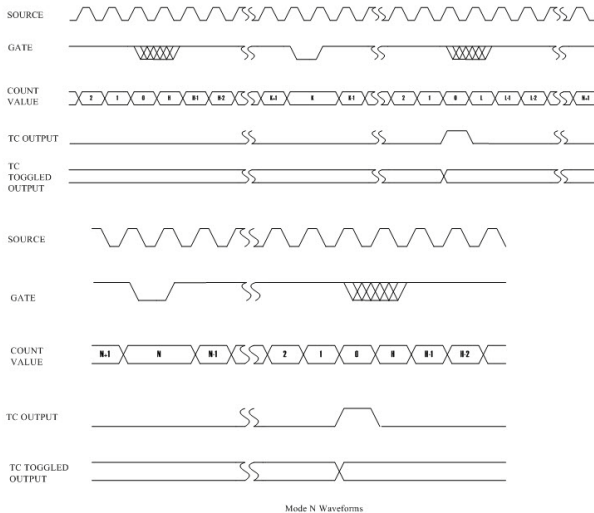 SOURCE
GATE
COUNT
VALUE
2 1 0 H H-1 H-2 K-1 K K-1 2 1 0 L L-1 L-2 N+1
TC OUTPUT
TC
TOGGLED
OUTPUT
SOURCE
GATE
COUNT
VALUE
N+1 N N-1 2 1 0 H H-1 H-2
TC OUTPUT
TC TOGGLED
OUTPUT
Mode N Waveforms